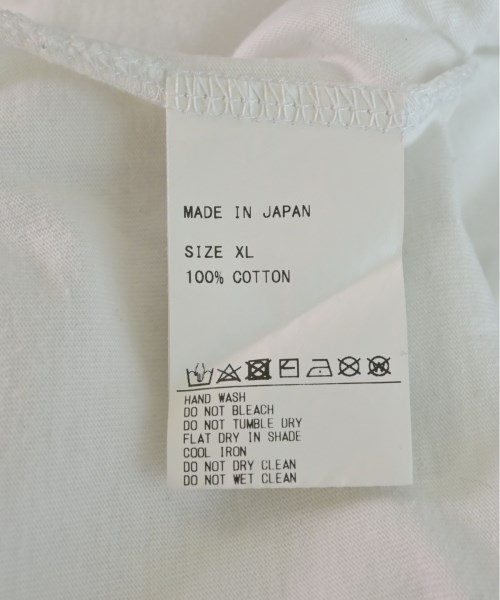 MADE IN JAPAN
SIZE XL
100% COTTON
HAND WASH
DO NOT BLEACH
DO NOT TUMBLE DRY
FLAT DRY IN SHADE
COOL IRON
DO NOT DRY CLEAN
DO NOT WET CLEAN